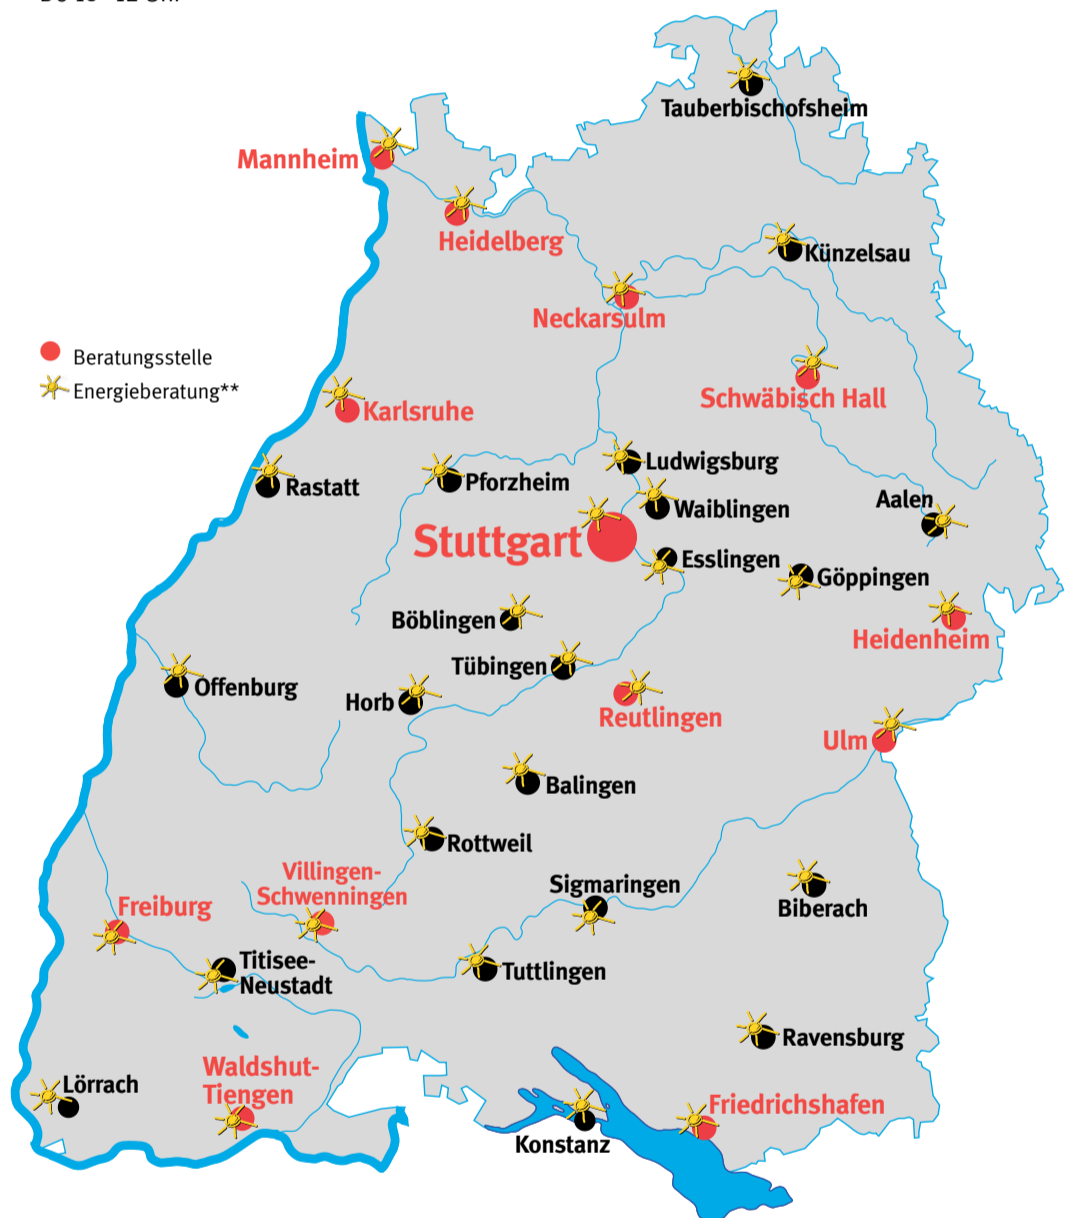 Tauberbischofsheim
Mannheim
Heidelberg
Künzelsau
Neckarsulm
Beratungsstelle
Energieberatung**
Schwäbisch Hall
Karlsruhe
Ludwigsburg
Pforzheim
Rastatt
Aalen
Waiblingen
Stuttgart
Esslingen
Göppingen
Böblingen
Heidenheim
Tübingen
Offenburg
Horb
Reutlingen
Ulm
Balingen
Rottweil
Villingen-
Schwenningen
Sigmaringen
Biberach
Freiburg
Titisee-
Neustadt
Tuttlingen
Ravensburg
Waldshut-
Tiengen
Lörrach
Friedrichshafen
Konstanz